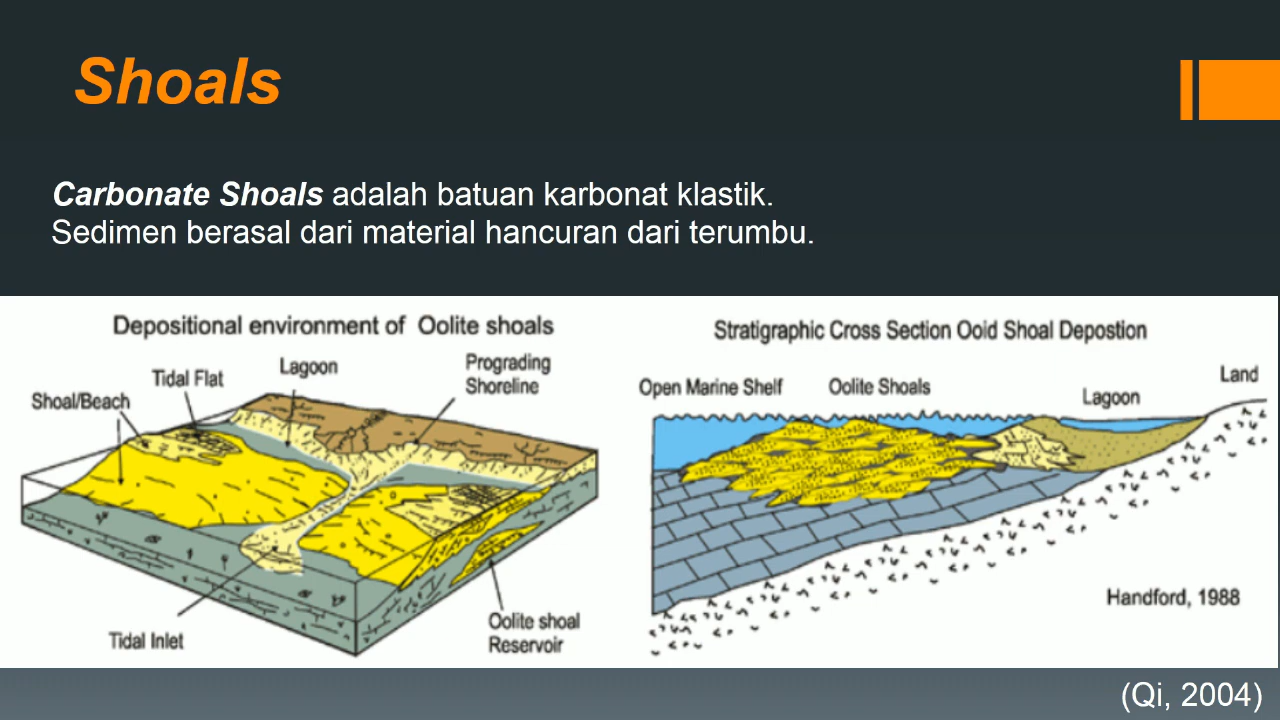 Shoals
Carbonate Shoals adalah batuan karbonat klastik.
Sedimen berasal dari material hancuran dari terumbu.
Depositional environment of Oolite shoals
Shoal/Beach
Tidal Flat
Lagoon
Prograding
Shoreline
Tidal Inlet
Oolite shoal
Reservoir
Stratigraphic Cross Section Ooid Shoal Depostion
Open Marine Shelf
Oolite Shoals
Lagoon
Land
Handford, 1988
(Qi, 2004)